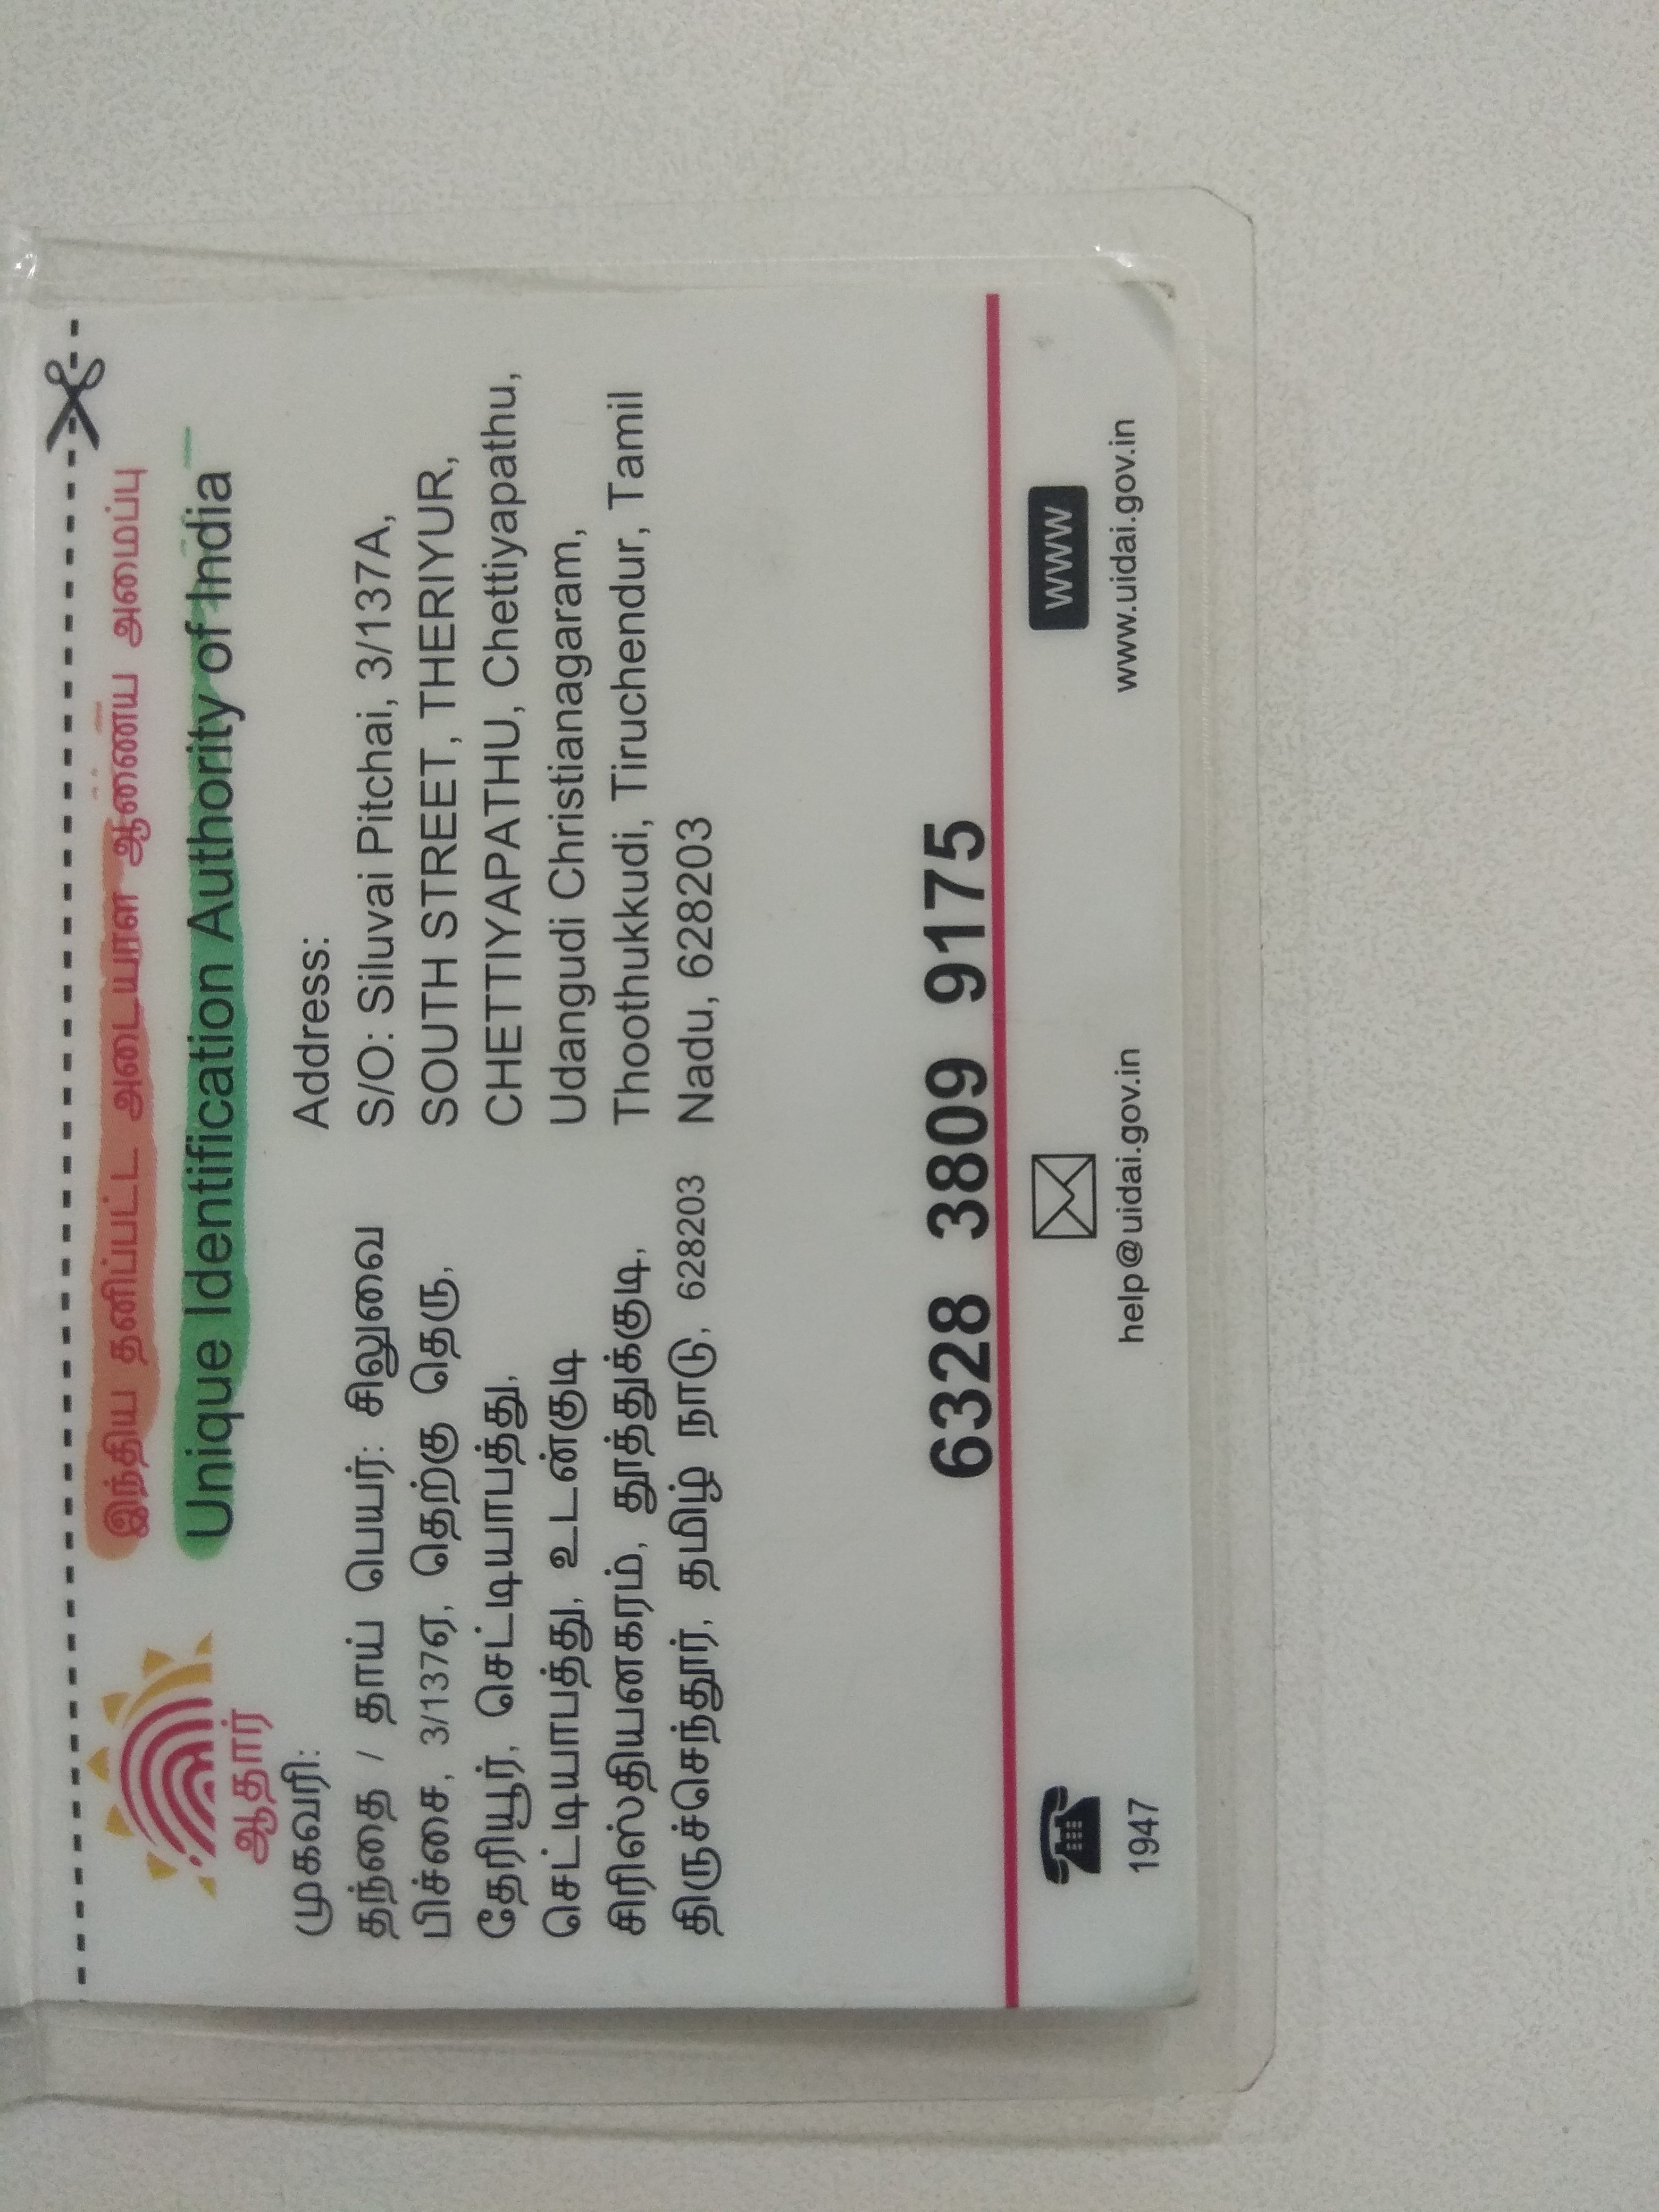 இந்திய தனிப்பட்ட அடையாள ஆணைய அமைப்பு
Unique Identification Authority of India
ஆதார்
முகவரி:
தந்தை / தாய் பெயர்: சிலுவை
பிச்சை, 3/137ஏ, தெற்கு தெரு,
தேரியூர், செட்டியாபத்து,
செட்டியாபத்து, உடன்குடி
சிரிஸ்தியனகரம், தூத்துக்குடி,
திருச்செந்தூர், தமிழ் நாடு, 628203
Address:
S/O: Siluvai Pitchai, 3/137A,
SOUTH STREET, THERIYUR,
CHETTIYAPATHU, Chettiyapathu,
Udangudi Christianagaram,
Thoothukkudi, Tiruchendur, Tamil
Nadu, 628203
6328 3809 9175
1947
help@uidai.gov.in
WWW
www.uidai.gov.in